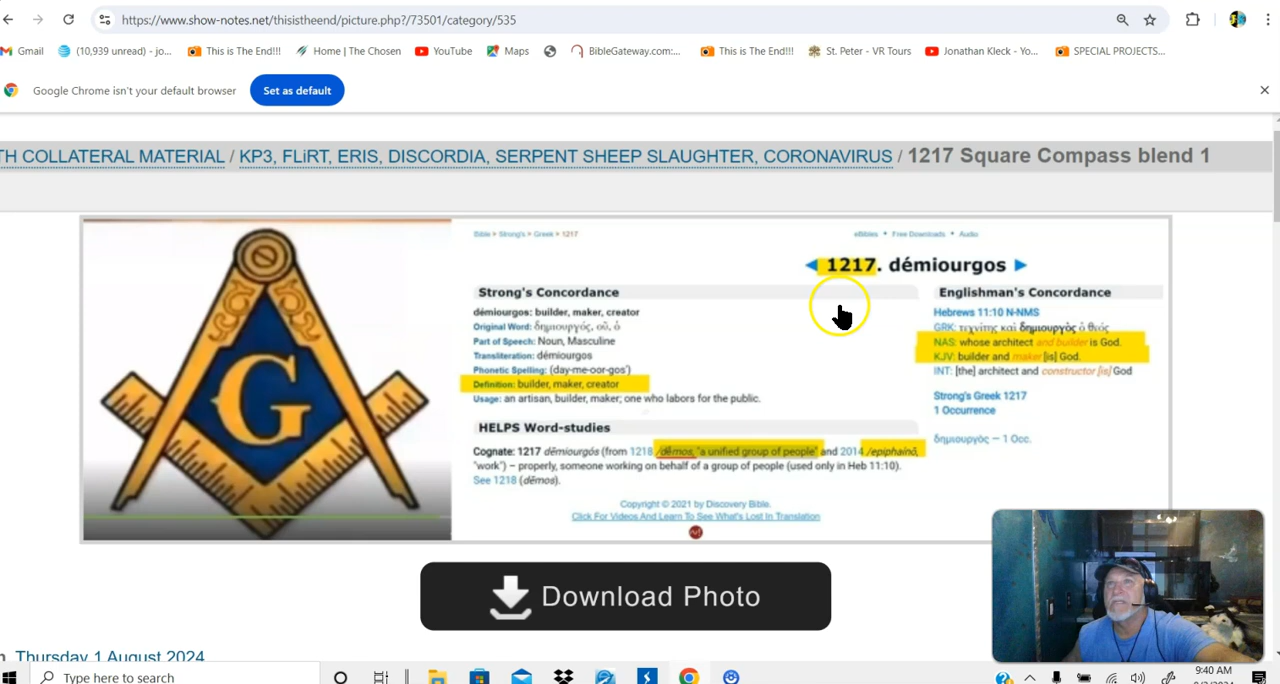 https://www.show-notes.net/thisistheend/picture.php?/73501/category/535
Gmail
(10,939 unread) - jo...
This is The End!!!
Home | The Chosen
YouTube
Maps
BibleGateway.com:...
This is The End!!!
St. Peter - VR Tours
Jonathan Kleck - Yo...
SPECIAL PROJECTS...
Google Chrome isn't your default browser
Set as default
TH COLLATERAL MATERIAL / KP3, FLiRT, ERIS, DISCORDIA, SERPENT SHEEP SLAUGHTER, CORONAVIRUS / 1217 Square Compass blend 1
G
Bible > Strong's > Greek > 1217
eBibles • Free Downloads • Audio
◄ 1217. démiourgos ►
Strong's Concordance
démiourgos: builder, maker, creator
Original Word: δημιουργός, οῦ, ὁ
Part of Speech: Noun, Masculine
Transliteration: démiourgos
Phonetic Spelling: (day-me-oor-gos')
Definition: builder, maker, creator
Usage: an artisan, builder, maker; one who labors for the public.
HELPS Word-studies
Cognate: 1217 dēmiourgós (from 1218 /dḗmos, "a unified group of people" and 2014 /epiphainō,
"work") – properly, someone working on behalf of a group of people (used only in Heb 11:10).
See 1218 (dēmos).
Copyright © 2021 by Discovery Bible.
Click For Videos And Learn To See What's Lost In Translation
Englishman's Concordance
Hebrews 11:10 N-NMS
GRK: τεχνίτης καὶ δημιουργὸς ὁ θεός
NAS: whose architect and builder is God.
KJV: builder and maker [is] God.
INT: [the] architect and constructor [is] God
Strong's Greek 1217
1 Occurrence
δημιουργὸς — 1 Occ.
Download Photo
Thursday 1 August 2024
Type here to search
9:40 AM